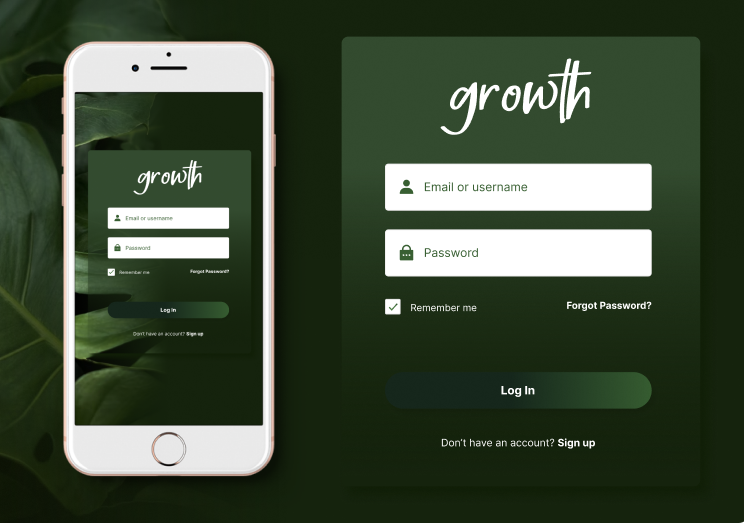 growth
Email or username
Password
Remember me Forgot Password?
Log In
Don't have an account? Sign up
growth
Email or username
Password
Remember me Forgot Password?
Log In
Don't have an account? Sign up